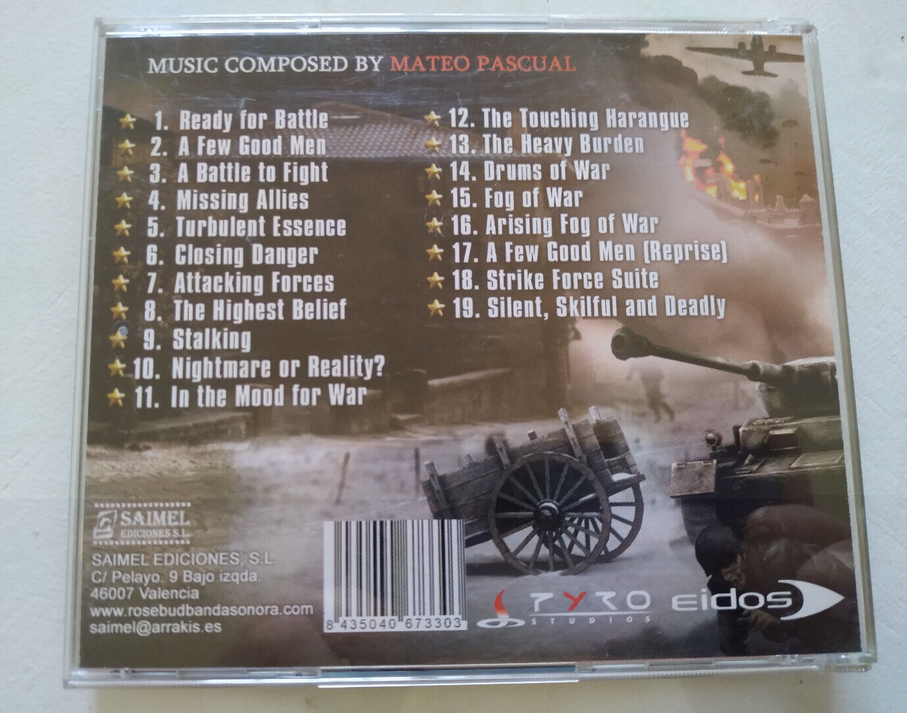 MUSIC COMPOSED BY MATEO PASCUAL
1. Ready for Battle
2. A Few Good Men
3. A Battle to Fight
4. Missing Allies
5. Turbulent Essence
6. Closing Danger
7. Attacking Forces
8. The Highest Belief
9. Stalking
10. Nightmare or Reality?
11. In the Mood for War
12. The Touching Harangue
13. The Heavy Burden
14. Drums of War
15. Fog of War
16. Arising Fog of War
17. A Few Good Men (Reprise)
18. Strike Force Suite
19. Silent, Skilful and Deadly
SAIMEL
EDICIONES S.L.
SAIMEL EDICIONES, S.L
C/ Pelayo. 9 Bajo izqda.
46007 Valencia
www.rosebudbandasonora.com
saimel@arrakis.es
8 435040 673303
PYRO
STUDIOS
eidos